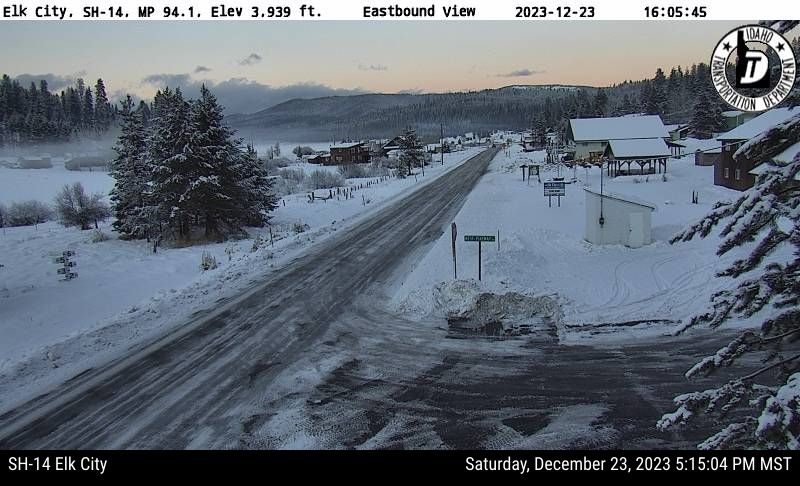 Elk City, SH-14, MP 94.1, Elev 3,939 ft. Eastbound View 2023-12-23 16:05:45
IDAHO
TRANSPORTATION DEPARTMENT
SH-14 Elk City Saturday, December 23, 2023 5:15:04 PM MST